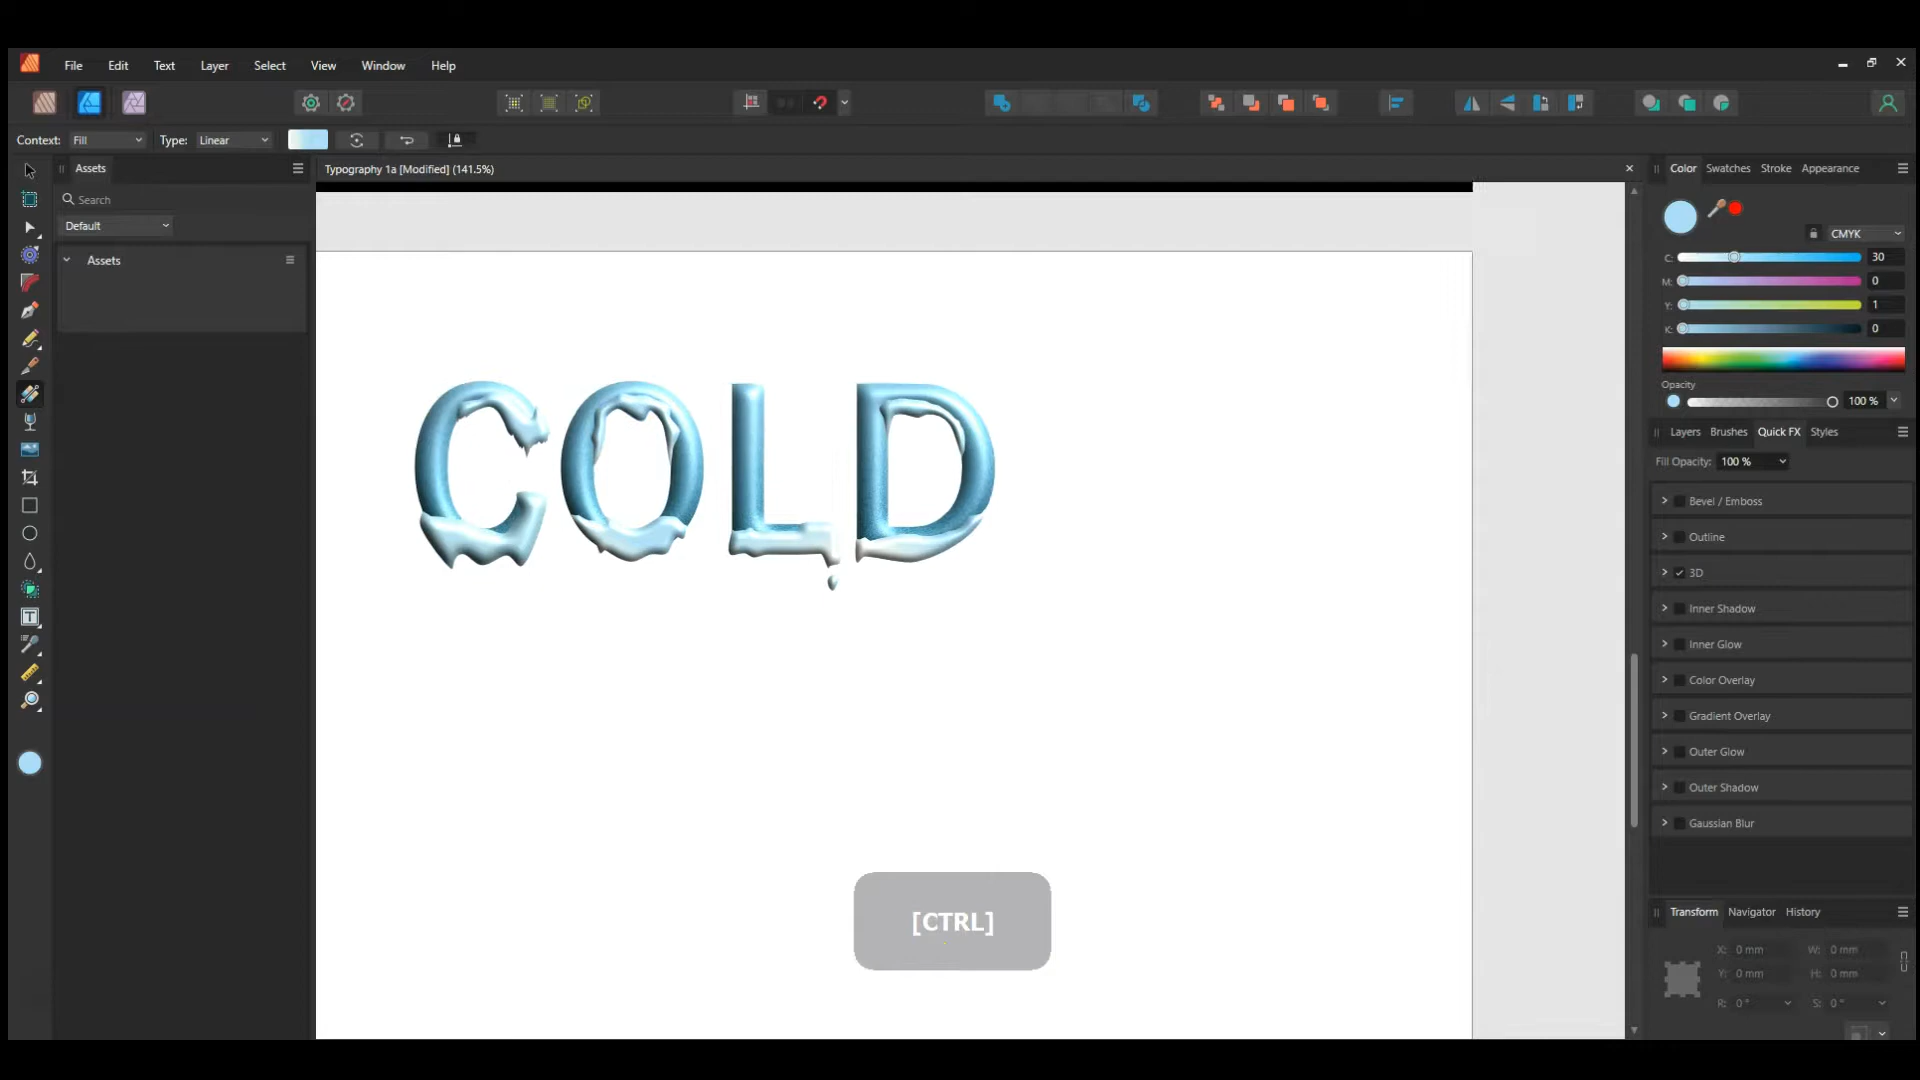 File Edit Text Layer Select View Window Help
Context: Fill Type: Linear
Assets
Search
Default
Assets
Typography 1a [Modified] (141.5%)
COLD
[CTRL]
Color Swatches Stroke Appearance
CMYK
C: 30
M: 0
Y: 1
K: 0
Opacity
100 %
Layers Brushes Quick FX Styles
Fill Opacity: 100 %
Bevel / Emboss
Outline
3D
Inner Shadow
Inner Glow
Color Overlay
Gradient Overlay
Outer Glow
Outer Shadow
Gaussian Blur
Transform Navigator History
X: 0 mm W: 0 mm
Y: 0 mm H: 0 mm
R: 0 ° S: 0 °